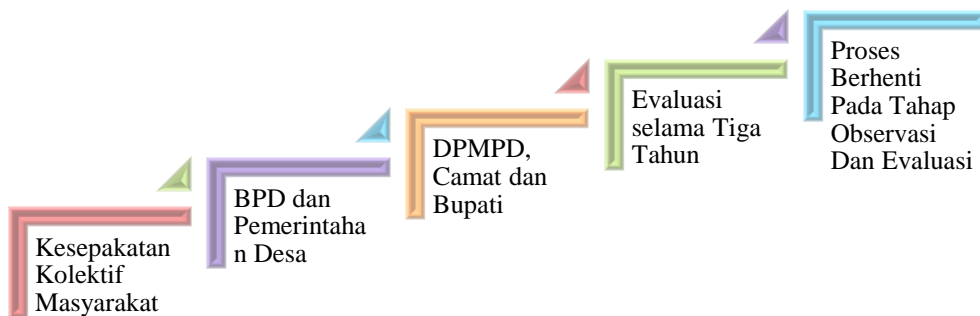 Kesepakatan
Kolektif
Masyarakat
BPD dan
Pemerintaha
n Desa
DPMPD,
Camat dan
Bupati
Evaluasi
selama Tiga
Tahun
Proses
Berhenti
Pada Tahap
Observasi
Dan Evaluasi